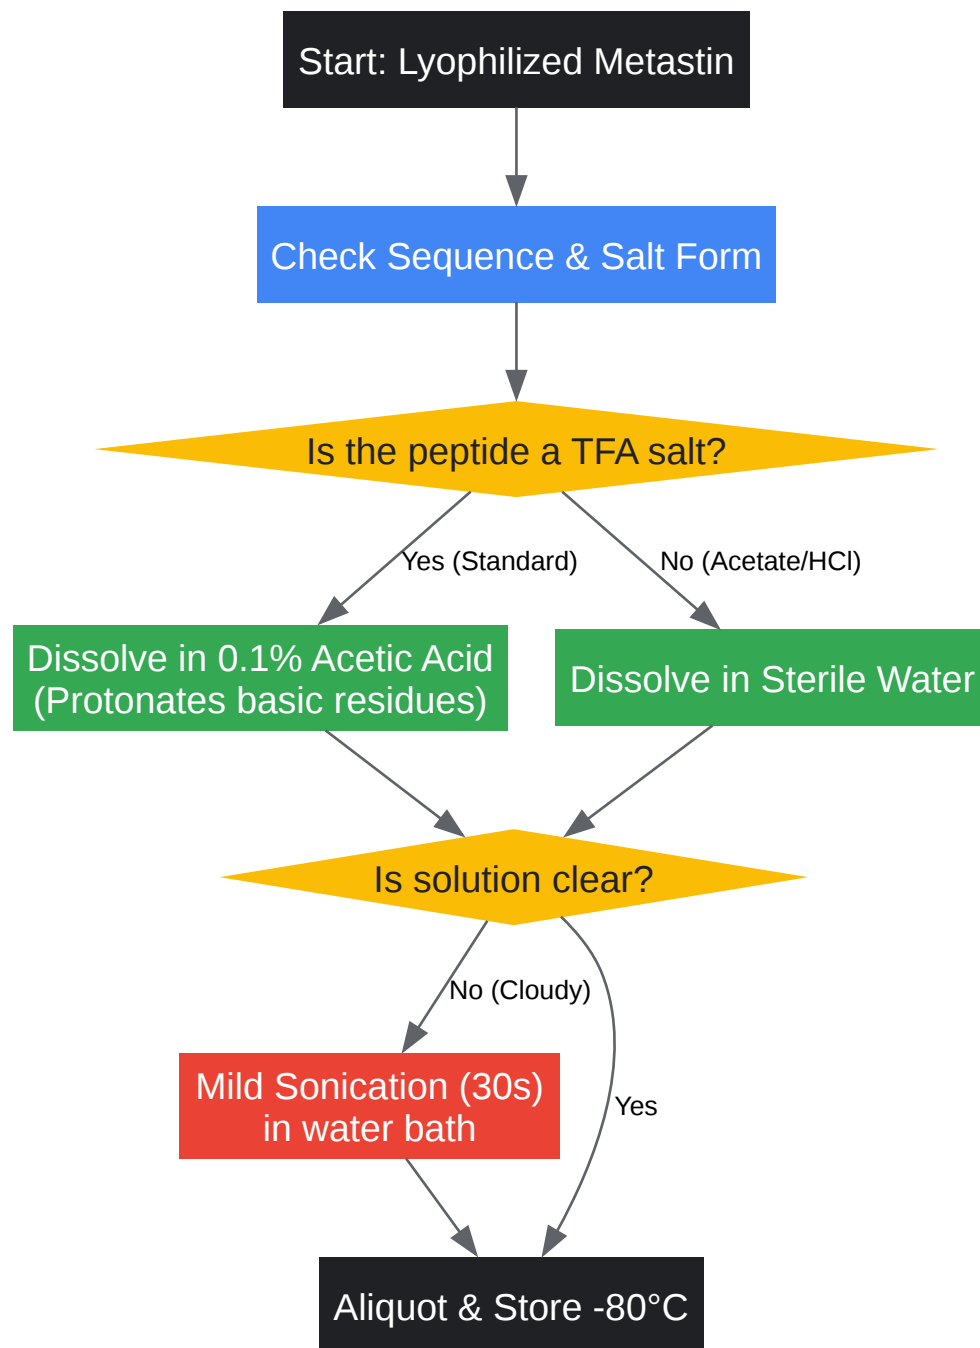 Start: Lyophilized Metastin
Check Sequence & Salt Form
Is the peptide a TFA salt?
Yes (Standard)
No (Acetate/HCl)
Dissolve in 0.1% Acetic Acid
(Protonates basic residues)
Dissolve in Sterile Water
Is solution clear?
No (Cloudy)
Mild Sonication (30s)
in water bath
Yes
Aliquot & Store -80°C